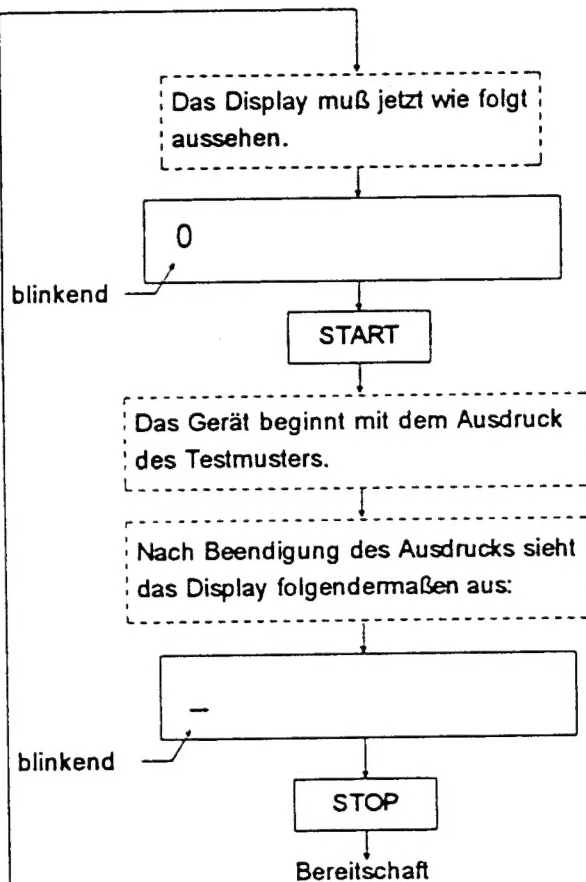 Das Display muß jetzt wie folgt
aussehen.
0
blinkend
START
Das Gerät beginnt mit dem Ausdruck
des Testmusters.
Nach Beendigung des Ausdrucks sieht
das Display folgendermaßen aus:
_
blinkend
STOP
Bereitschaft